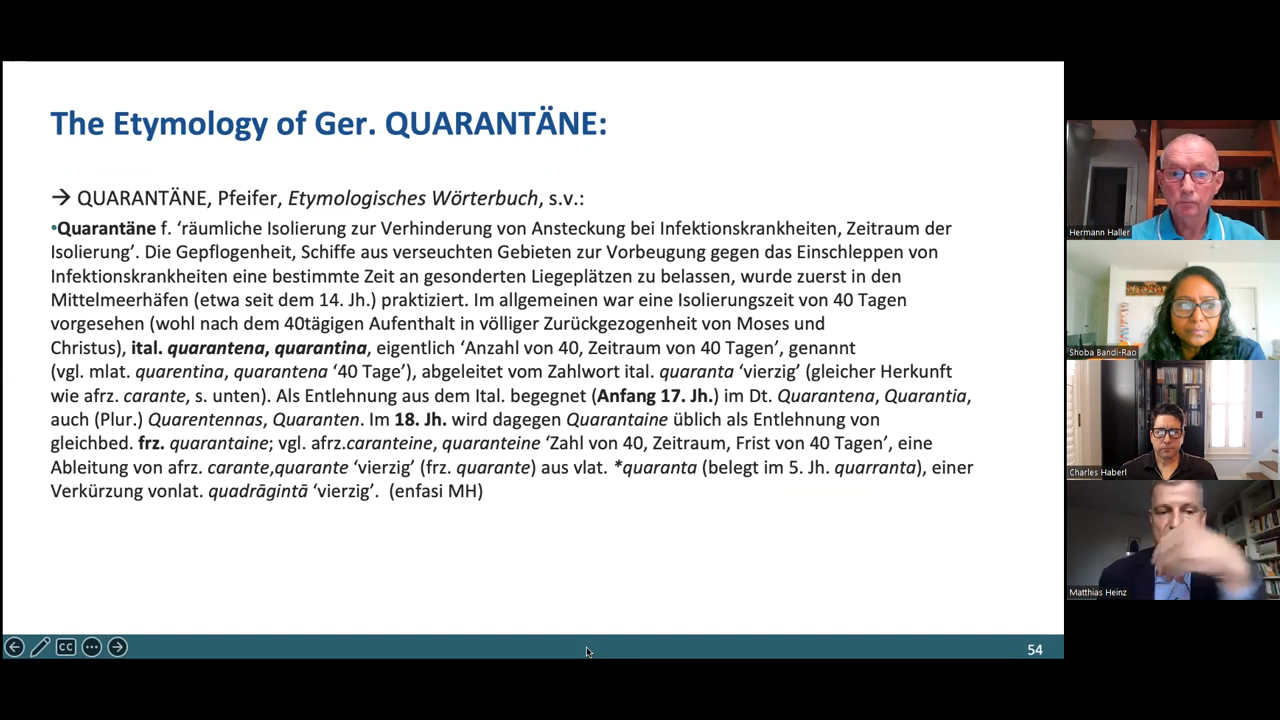 The Etymology of Ger. QUARANTÄNE:
→ QUARANTÄNE, Pfeifer, Etymologisches Wörterbuch, s.v.:
•Quarantäne f. ‘räumliche Isolierung zur Verhinderung von Ansteckung bei Infektionskrankheiten, Zeitraum der
Isolierung’. Die Gepflogenheit, Schiffe aus verseuchten Gebieten zur Vorbeugung gegen das Einschleppen von
Infektionskrankheiten eine bestimmte Zeit an gesonderten Liegeplätzen zu belassen, wurde zuerst in den
Mittelmeerhäfen (etwa seit dem 14. Jh.) praktiziert. Im allgemeinen war eine Isolierungszeit von 40 Tagen
vorgesehen (wohl nach dem 40tägigen Aufenthalt in völliger Zurückgezogenheit von Moses und
Christus), ital. quarantena, quarantina, eigentlich ‘Anzahl von 40, Zeitraum von 40 Tagen’, genannt
(vgl. mlat. quarentina, quarantena ‘40 Tage’), abgeleitet vom Zahlwort ital. quaranta ‘vierzig’ (gleicher Herkunft
wie afrz. carante, s. unten). Als Entlehnung aus dem Ital. begegnet (Anfang 17. Jh.) im Dt. Quarantena, Quarantia,
auch (Plur.) Quarentennas, Quaranten. Im 18. Jh. wird dagegen Quarantaine üblich als Entlehnung von
gleichbed. frz. quarantaine; vgl. afrz.caranteine, quaranteine ‘Zahl von 40, Zeitraum, Frist von 40 Tagen’, eine
Ableitung von afrz. carante,quarante ‘vierzig’ (frz. quarante) aus vlat. *quaranta (belegt im 5. Jh. quarranta), einer
Verkürzung vonlat. quadrāgintā ‘vierzig’. (enfasi MH)
CC
54
Hermann Haller
Shoba Bandi-Rao
Charles Haberl
Matthias Heinz